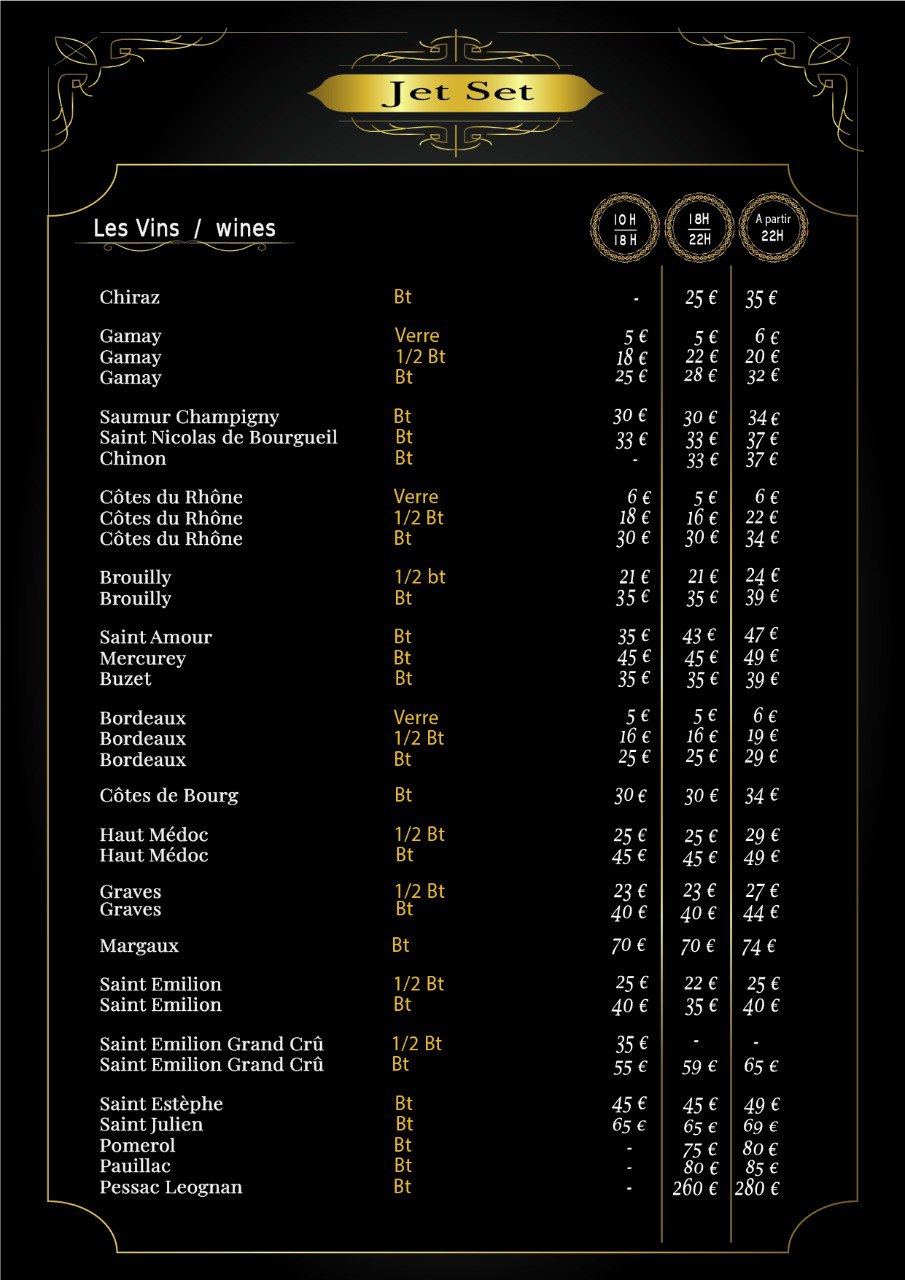 Jet Set
Les Vins / wines
10 H
18 H
18H
22H
A partir
22H
Chiraz Bt - 25 € 35 €
Gamay Verre 5 € 5 € 6 €
Gamay 1/2 Bt 18 € 22 € 20 €
Gamay Bt 25 € 28 € 32 €
Saumur Champigny Bt 30 € 30 € 34 €
Saint Nicolas de Bourgueil Bt 33 € 33 € 37 €
Chinon Bt - 33 € 37 €
Côtes du Rhône Verre 6 € 5 € 6 €
Côtes du Rhône 1/2 Bt 18 € 16 € 22 €
Côtes du Rhône Bt 30 € 30 € 34 €
Brouilly 1/2 bt 21 € 21 € 24 €
Brouilly Bt 35 € 35 € 39 €
Saint Amour Bt 35 € 43 € 47 €
Mercurey Bt 45 € 45 € 49 €
Buzet Bt 35 € 35 € 39 €
Bordeaux Verre 5 € 5 € 6 €
Bordeaux 1/2 Bt 16 € 16 € 19 €
Bordeaux Bt 25 € 25 € 29 €
Côtes de Bourg Bt 30 € 30 € 34 €
Haut Médoc 1/2 Bt 25 € 25 € 29 €
Haut Médoc Bt 45 € 45 € 49 €
Graves 1/2 Bt 23 € 23 € 27 €
Graves Bt 40 € 40 € 44 €
Margaux Bt 70 € 70 € 74 €
Saint Emilion 1/2 Bt 25 € 22 € 25 €
Saint Emilion Bt 40 € 35 € 40 €
Saint Emilion Grand Crû 1/2 Bt 35 € - -
Saint Emilion Grand Crû Bt 55 € 59 € 65 €
Saint Estèphe Bt 45 € 45 € 49 €
Saint Julien Bt 65 € 65 € 69 €
Pomerol Bt - 75 € 80 €
Pauillac Bt - 80 € 85 €
Pessac Leognan Bt - 260 € 280 €